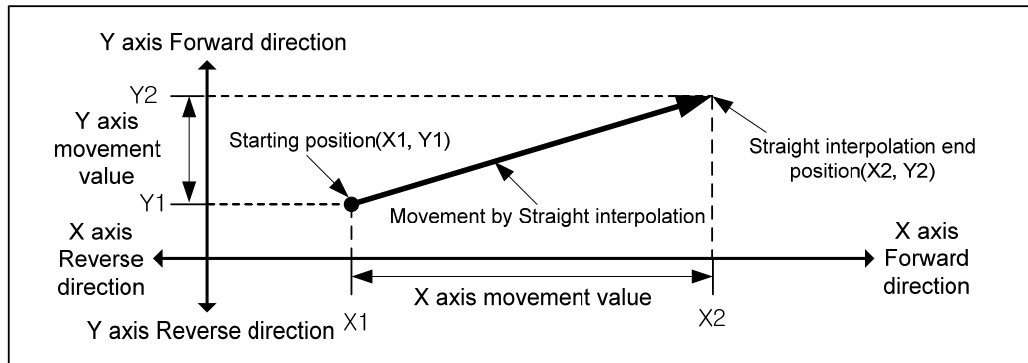 Y axis Forward direction
Y2
Y axis
movement
value
Starting position(X1, Y1)
Straight interpolation end
position(X2, Y2)
Y1
Movement by Straight interpolation
X axis
Reverse
direction
X axis
Forward
direction
X axis movement value
Y axis Reverse direction
X1
X2